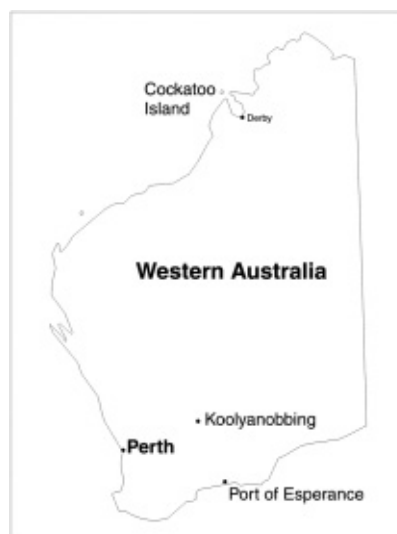 Cockatoo
Island
Derby
Western Australia
Koolyanobbing
Perth
Port of Esperance